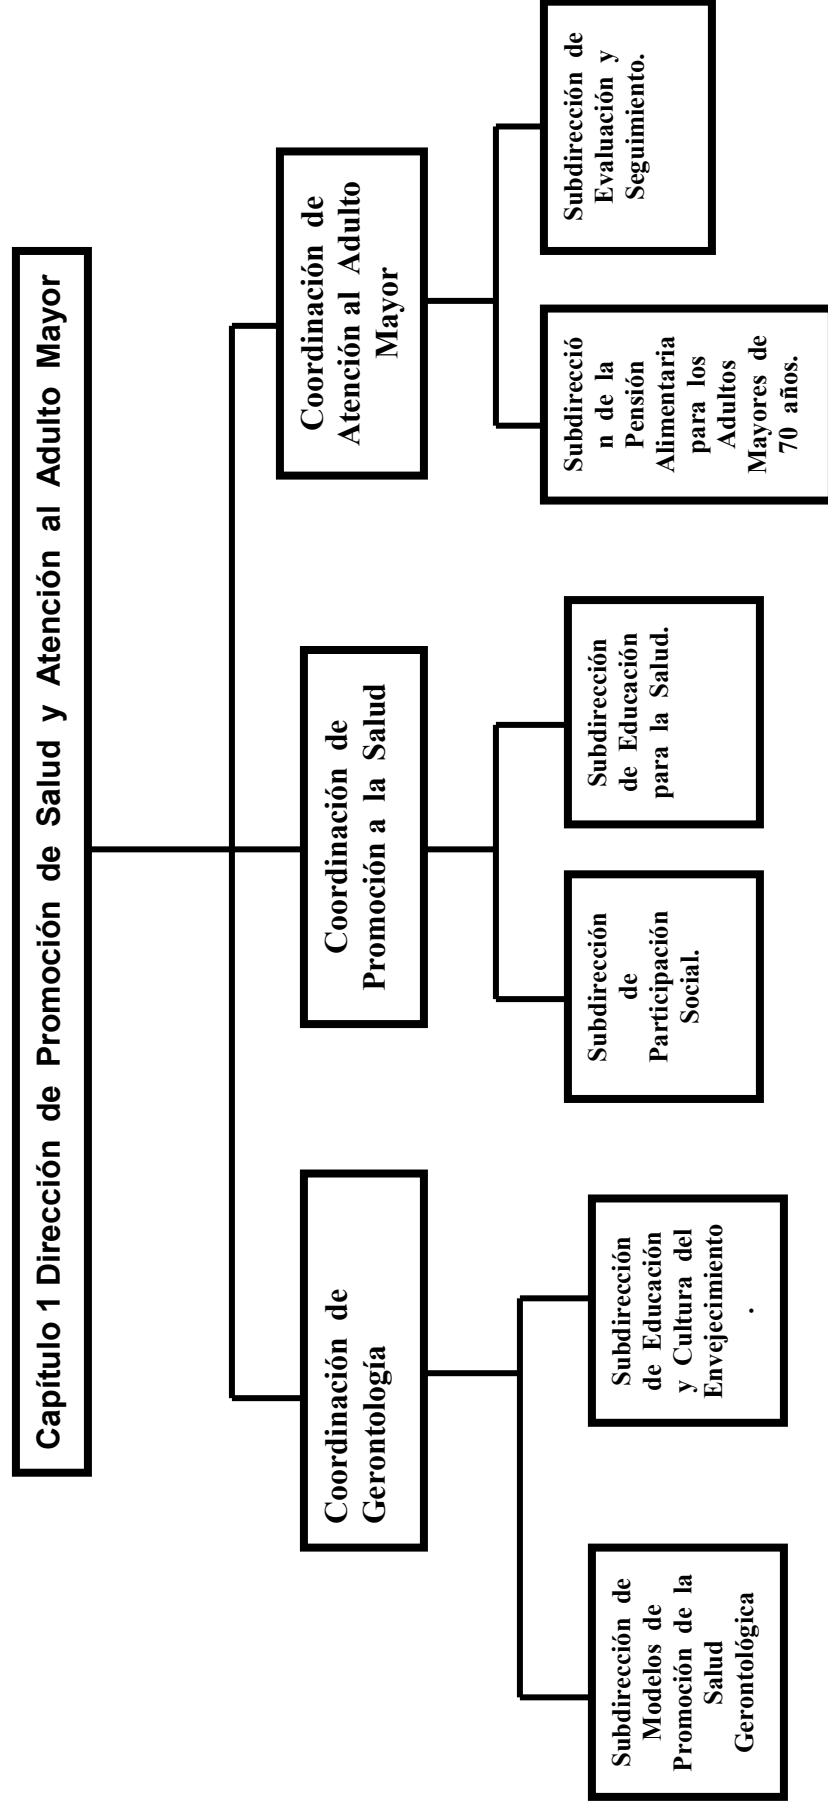 Capítulo 1 Dirección de Promoción de Salud y Atención al Adulto Mayor
Coordinación de
Gerontología
Coordinación de
Promoción a la Salud
Coordinación de
Atención al Adulto
Mayor
Subdirección de
Modelos de
Promoción de la
Salud
Gerontológica
Subdirección
de Educación
y Cultura del
Envejecimiento
.
Subdirección
de
Participación
Social.
Subdirección
de Educación
para la Salud.
Subdirecció
n de la
Pensión
Alimentaria
para los
Adultos
Mayores de
70 años.
Subdirección de
Evaluación y
Seguimiento.